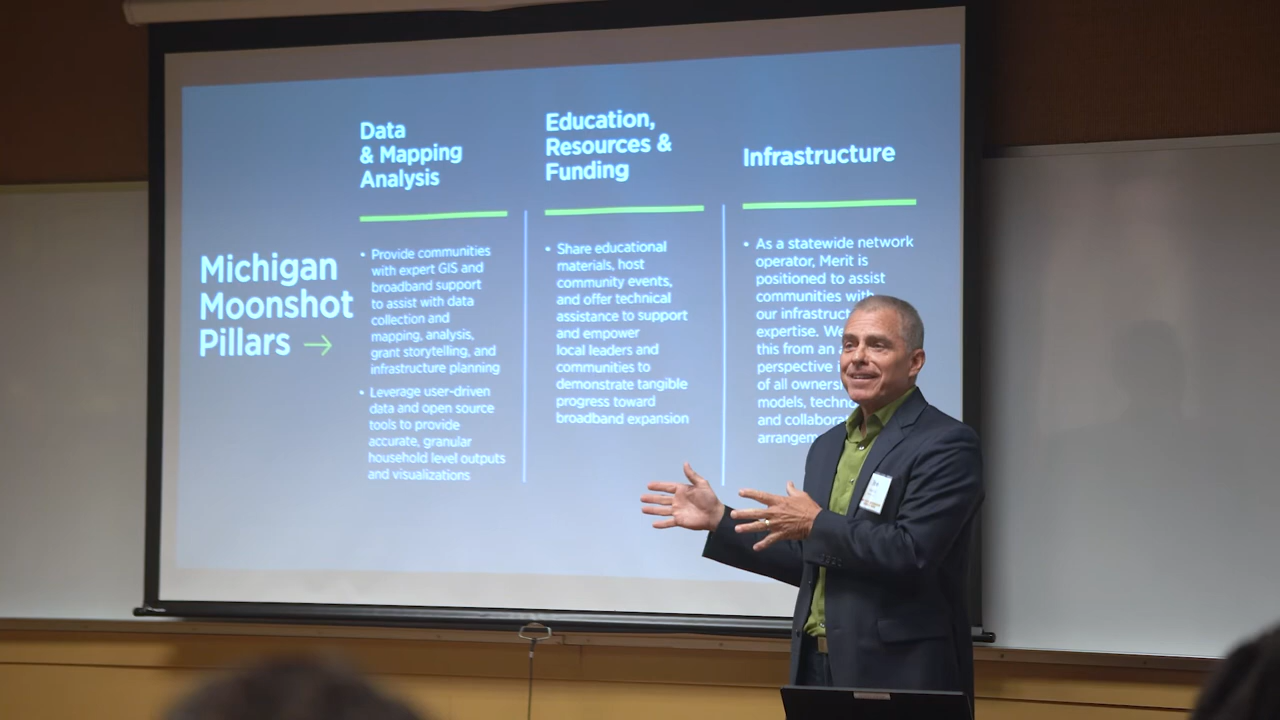 Michigan
Moonshot
Pillars →
Data
& Mapping
Analysis
• Provide communities
with expert GIS and
broadband support
to assist with data
collection and
mapping, analysis,
grant storytelling, and
infrastructure planning
• Leverage user-driven
data and open source
tools to provide
accurate, granular
household level outputs
and visualizations
Education,
Resources &
Funding
• Share educational
materials, host
community events,
and offer technical
assistance to support
and empower
local leaders and
communities to
demonstrate tangible
progress toward
broadband expansion
Infrastructure
• As a statewide network
operator, Merit is
positioned to assist
communities with
our
expertise. We
this from an
perspective
of all
models,
and